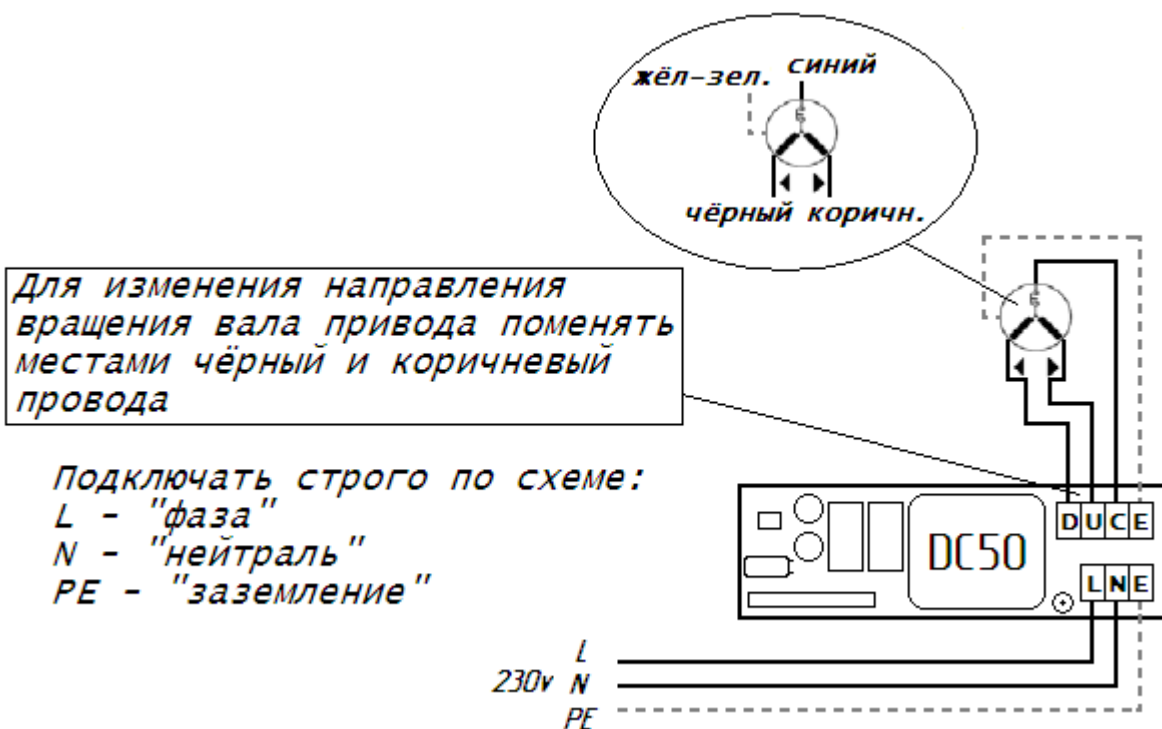 жёл-зел. синий
Б
чёрный коричн.
Для изменения направления
вращения вала привода поменять
местами чёрный и коричневый
провода
Б
Подключать строго по схеме:
L - "фаза"
N - "нейтраль"
PE - "заземление"
D U C E
DC50
L N E
L
230v N
PE